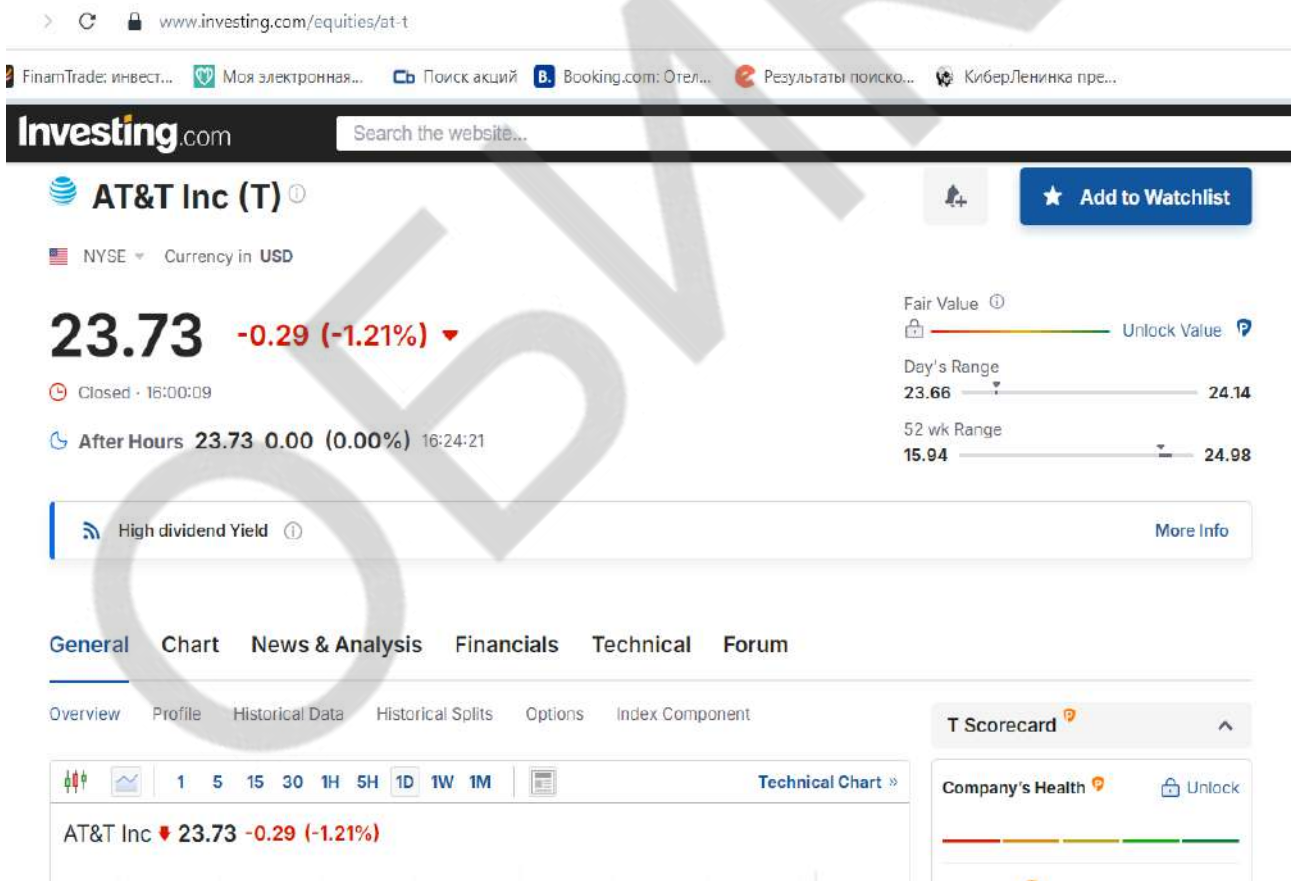 www.investing.com/equities/at-t
FinamTrade: инвест... Моя электронная... Cb Поиск акций B. Booking.com: Отел... Результаты поиско... КиберЛенинка пре...
Investing.com Search the website...
AT&T Inc (T)
Add to Watchlist
NYSE Currency in USD
23.73 -0.29 (-1.21%)
Closed · 16:00:09
After Hours 23.73 0.00 (0.00%) 16:24:21
Fair Value
Unlock Value
Day's Range
23.66 24.14
52 wk Range
15.94 24.98
High dividend Yield More Info
General Chart News & Analysis Financials Technical Forum
Overview Profile Historical Data Historical Splits Options Index Component
1 5 15 30 1H 5H 1D 1W 1M Technical Chart »
AT&T Inc 23.73 -0.29 (-1.21%)
T Scorecard
Company's Health Unlock